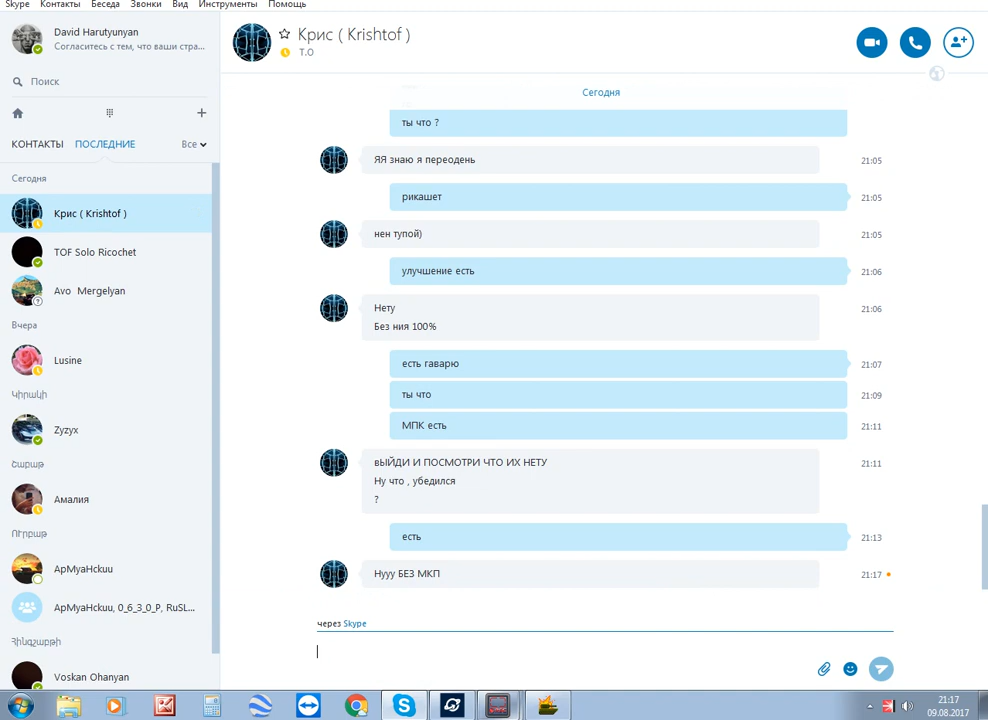 Skype Контакты Беседа Звонки Вид Инструменты Помощь
David Harutyunyan
Согласитесь с тем, что ваши стра...
Поиск
КОНТАКТЫ ПОСЛЕДНИЕ Все
Сегодня
Крис ( Krishtof )
TOF Solo Ricochet
Avo Mergelyan
Вчера
Lusine
Կիրակի
Zyzyx
Շաբաթ
Амалия
Ուրբաթ
АрМуаНсkuu
АрМуаНсkuu, 0_6_3_0_P, RuSL...
Հինգշաբթի
Voskan Ohanyan
Крис ( Krishtof )
T.O
Сегодня
ты что ?
ЯЯ знаю я переодень 21:05
рикашет 21:05
нен тупой) 21:05
улучшение есть 21:06
Нету 21:06
Без ния 100%
есть гаварю 21:07
ты что 21:09
МПК есть 21:11
вЫЙДИ И ПОСМОТРИ ЧТО ИХ НЕТУ 21:11
Ну что , убедился
?
есть 21:13
Нууу БЕЗ МКП 21:17
через Skype
21:17
09.08.2017